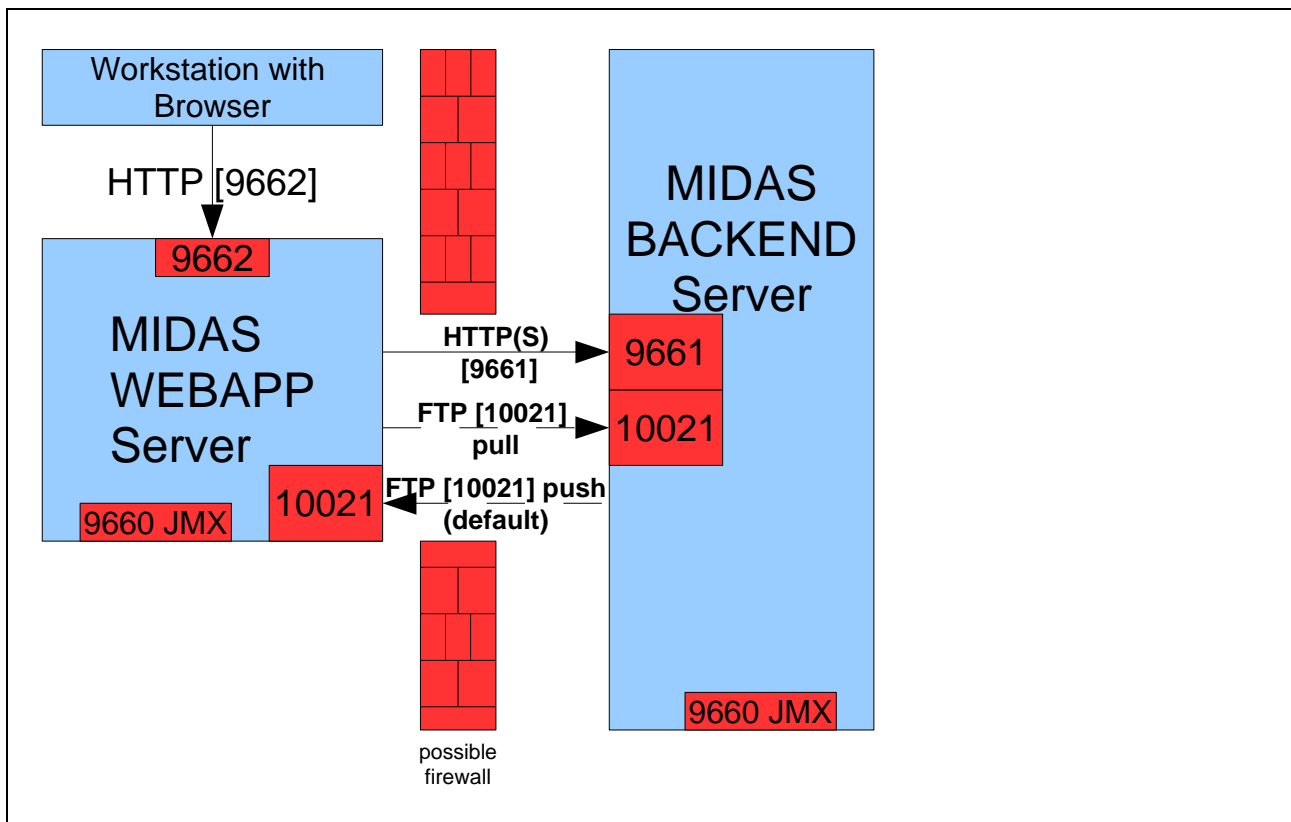 Workstation with
Browser
HTTP [9662]
9662
MIDAS
WEBAPP
Server
10021
9660 JMX
HTTP(S)
[9661]
FTP [10021]
pull
FTP [10021] push
(default)
MIDAS
BACKEND
Server
9661
10021
9660 JMX
possible
firewall